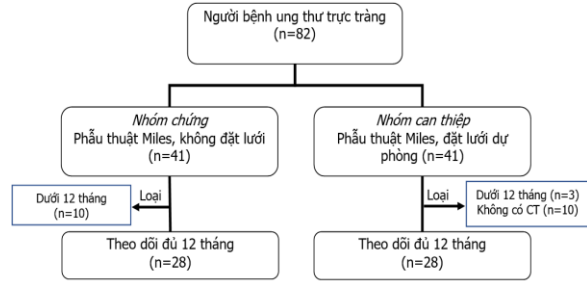 Người bệnh ung thư trực tràng
(n=82)
Nhóm chứng
Phẫu thuật Miles, không đặt lưới
(n=41)
Nhóm can thiệp
Phẫu thuật Miles, đặt lưới dự
phòng (n=41)
Dưới 12 tháng
(n=10)
Loại
Loại
Dưới 12 tháng (n=3)
Không có CT (n=10)
Theo dõi đủ 12 tháng
(n=28)
Theo dõi đủ 12 tháng
(n=28)